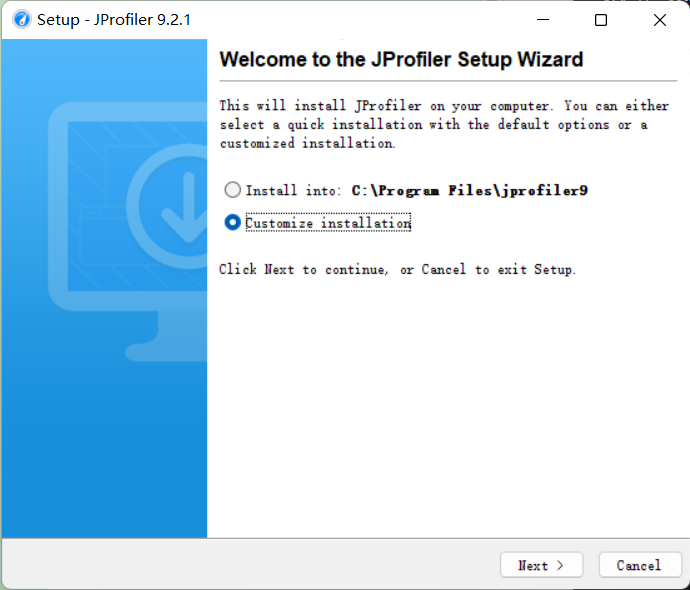 Setup - JProfiler 9.2.1
Welcome to the JProfiler Setup Wizard
This will install JProfiler on your computer. You can either
select a quick installation with the default options or a
customized installation.
Install into: C:\Program Files\jprofiler9
Customize installation
Click Next to continue, or Cancel to exit Setup.
Next >
Cancel